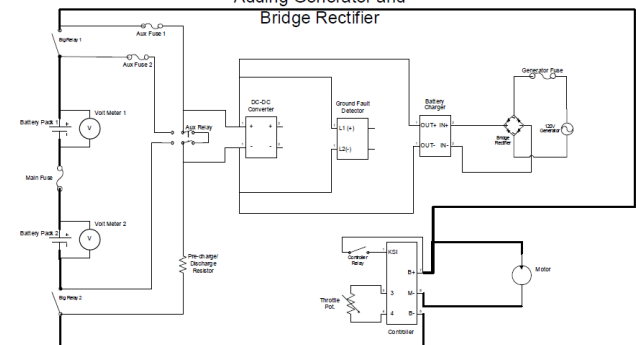 Adding Generator and
Bridge Rectifier
Big Relay 1
Aux Fuse 1
Aux Fuse 2
Generator Fuse
Battery Pack 1
Volt Meter 1
V
Aux Relay
DC-DC
Converter
+ +
- -
Ground Fault
Detector
L1 (+)
L2(-)
Battery
Charger
OUT+ IN+
OUT- IN-
Bridge
Rectifier
120V
Generator
Main Fuse
Battery Pack 2
Volt Meter 2
V
Pre-charge/
Discharge
Resistor
Big Relay 2
Controller
Relay
KSI
B+
Motor
Throttle
Pot.
3
M-
4
B-
Controller